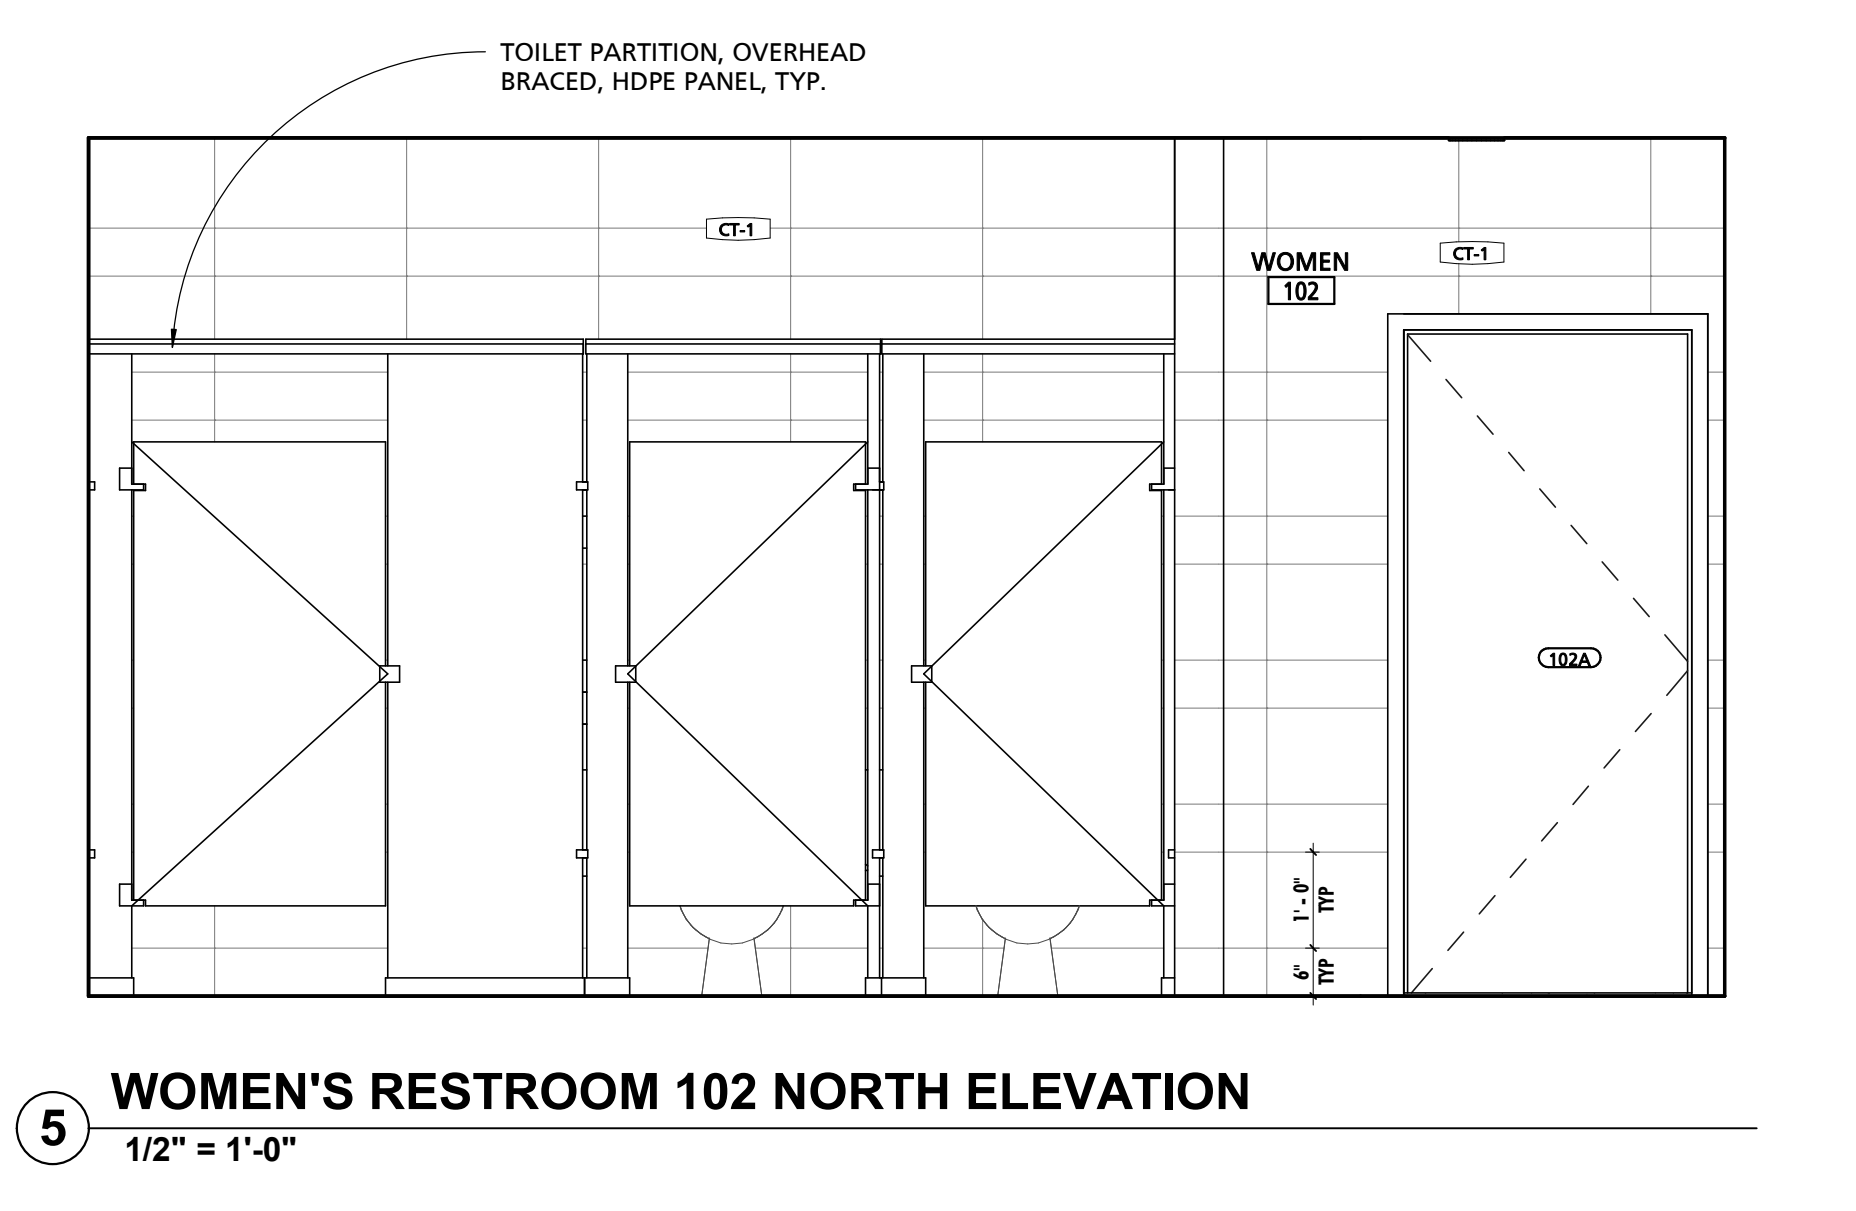 TOILET PARTITION, OVERHEAD
BRACED, HDPE PANEL, TYP.
CT-1
WOMEN
102
CT-1
102A
1' - 0"
TYP
6"
TYP
5
WOMEN'S RESTROOM 102 NORTH ELEVATION
1/2" = 1'-0"